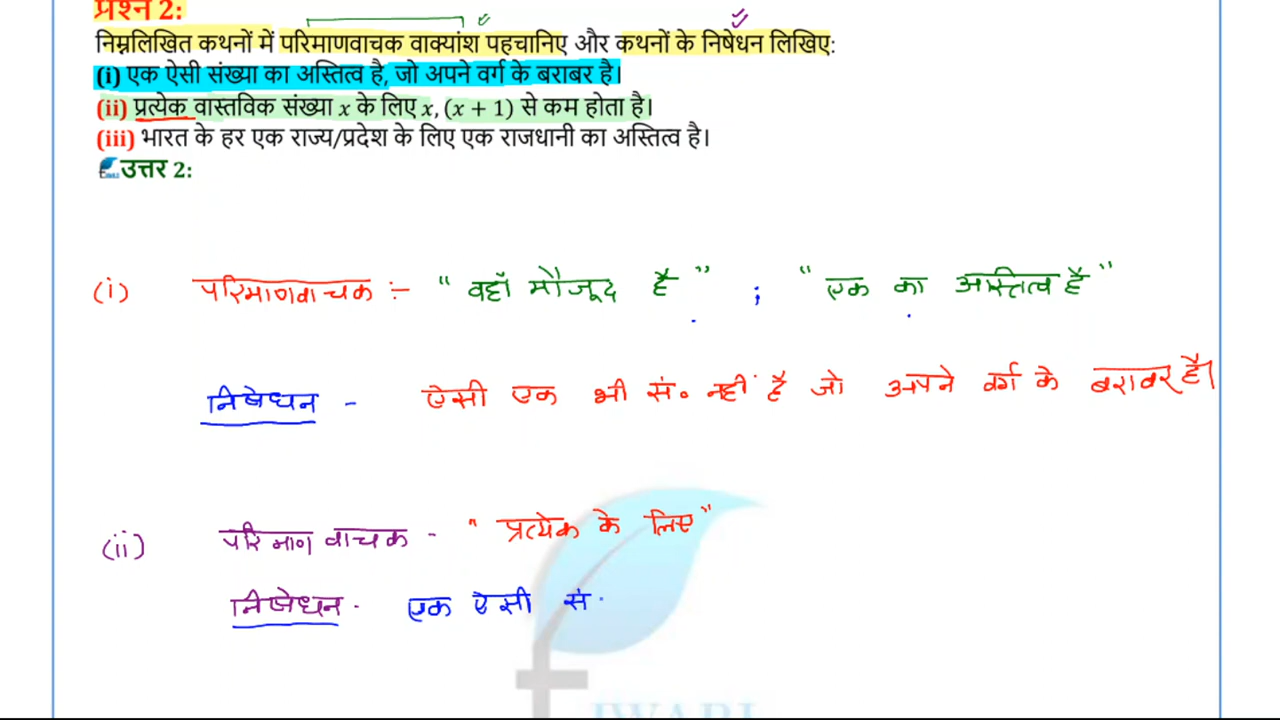 प्रश्न 2:
निम्नलिखित कथनों में परिमाणवाचक वाक्यांश पहचानिए और कथनों के निषेधन लिखिए:
(i) एक ऐसी संख्या का अस्तित्व है, जो अपने वर्ग के बराबर है।
(ii) प्रत्येक वास्तविक संख्या x के लिए x, (x + 1) से कम होता है।
(iii) भारत के हर एक राज्य/प्रदेश के लिए एक राजधानी का अस्तित्व है।
उत्तर 2:
(i) परिमाणवाचक :- "वहाँ मौजूद है" ; "एक का अस्तित्व है"
निषेधन - ऐसी एक भी सं॰ नहीं है जो अपने वर्ग के बराबर है।
(ii) परिमाण वाचक - "प्रत्येक के लिए"
निषेधन - एक ऐसी सं
IWARI